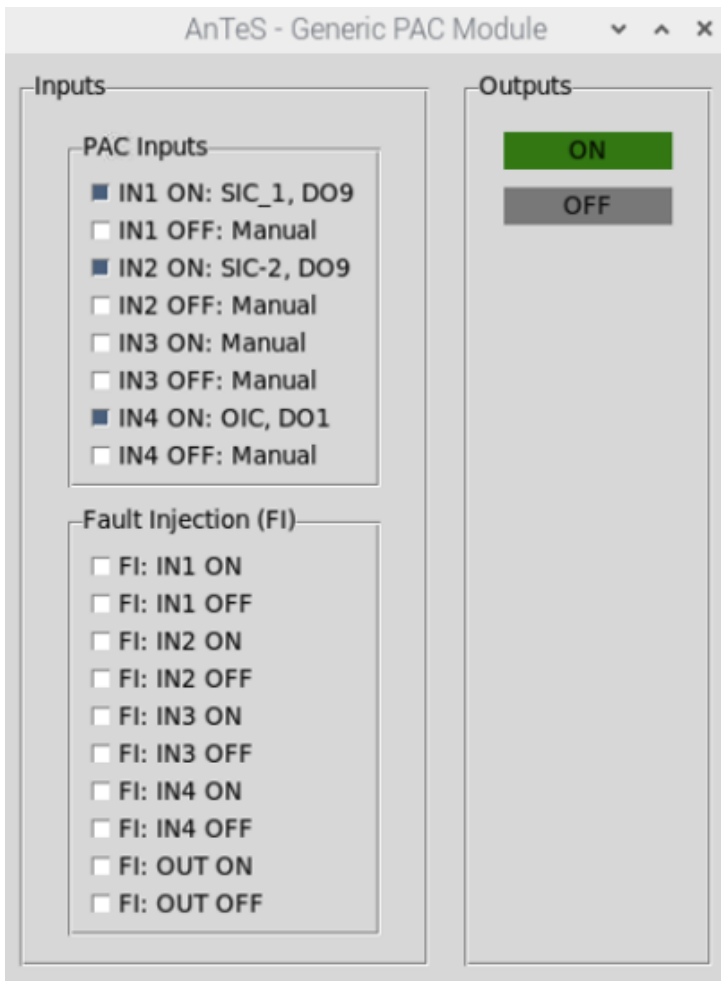 AnTeS - Generic PAC Module
Inputs
PAC Inputs
IN1 ON: SIC_1, DO9
IN1 OFF: Manual
IN2 ON: SIC-2, DO9
IN2 OFF: Manual
IN3 ON: Manual
IN3 OFF: Manual
IN4 ON: OIC, DO1
IN4 OFF: Manual
Fault Injection (FI)
FI: IN1 ON
FI: IN1 OFF
FI: IN2 ON
FI: IN2 OFF
FI: IN3 ON
FI: IN3 OFF
FI: IN4 ON
FI: IN4 OFF
FI: OUT ON
FI: OUT OFF
Outputs
ON
OFF